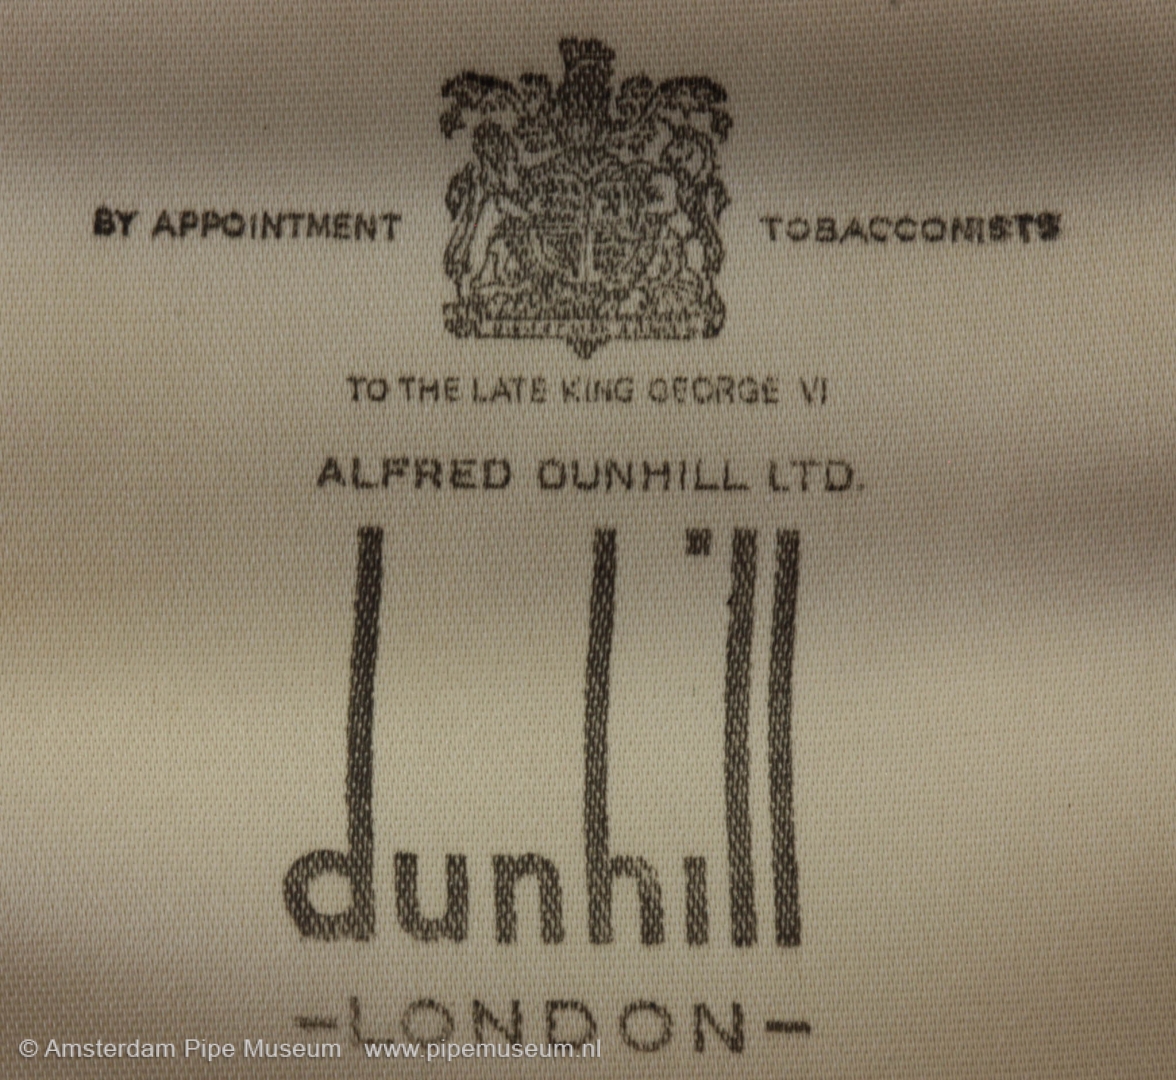 BY APPOINTMENT TOBACCONISTS
TO THE LATE KING GEORGE VI
ALFRED DUNHILL LTD.
dunhill
-LONDON-
© Amsterdam Pipe Museum www.pipemuseum.nl